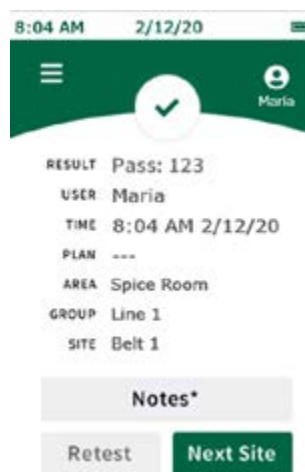 8:04 AM 2/12/20
Maria
RESULT Pass: 123
USER Maria
TIME 8:04 AM 2/12/20
PLAN ---
AREA Spice Room
GROUP Line 1
SITE Belt 1
Notes*
Retest Next Site